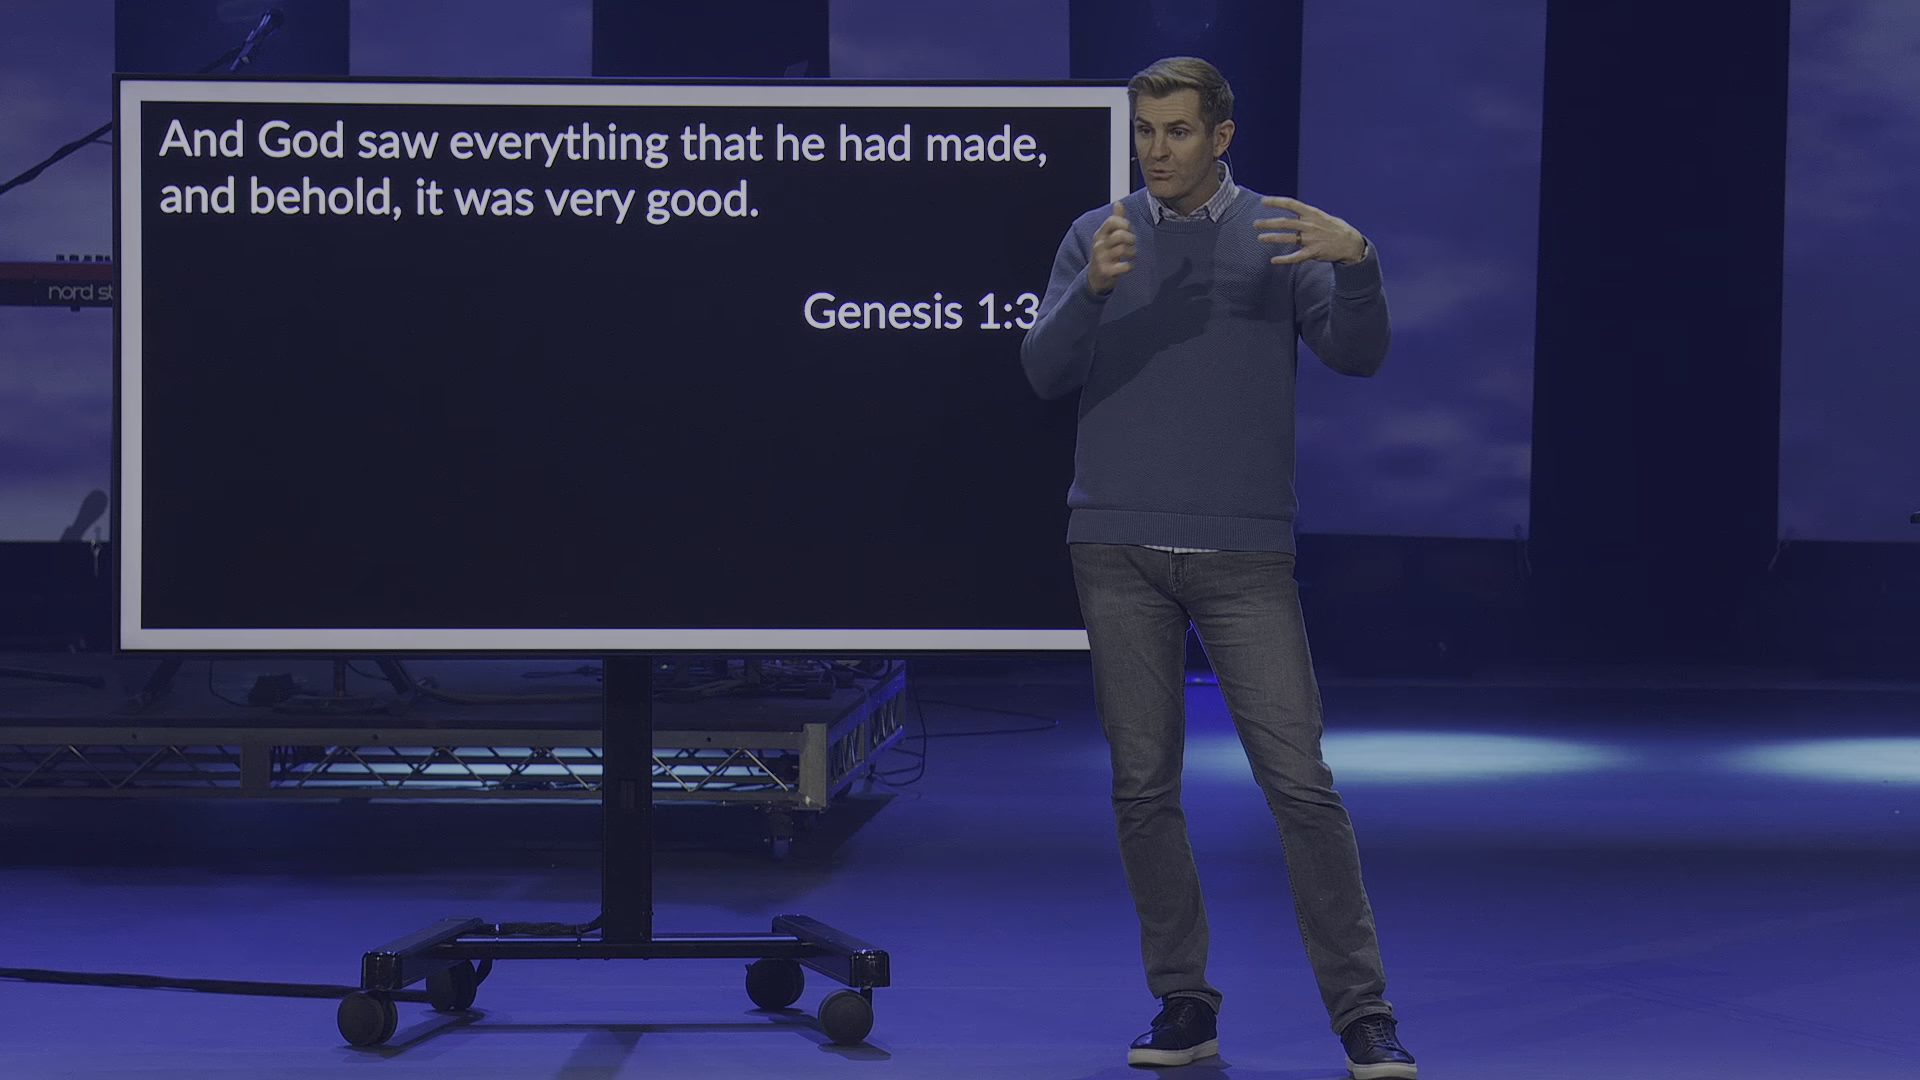 And God saw everything that he had made,
and behold, it was very good.
Genesis 1:3
nord st